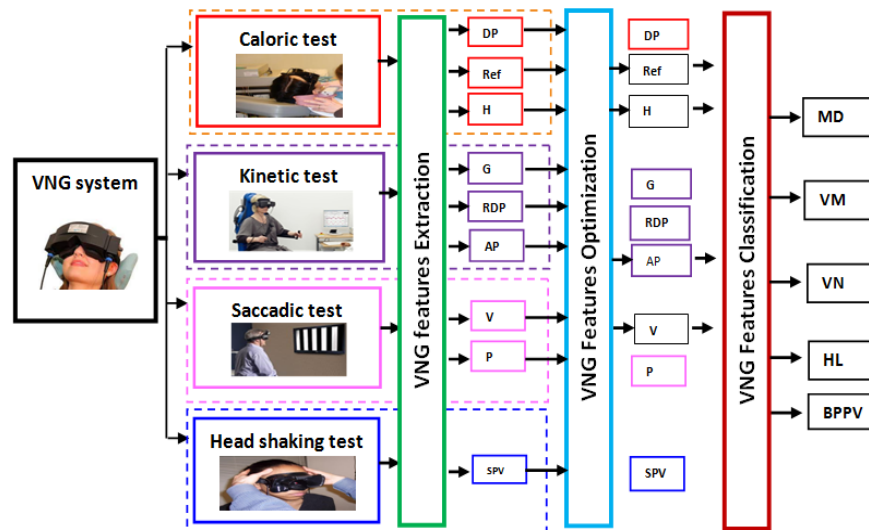 VNG system
Caloric test
Kinetic test
Saccadic test
Head shaking test
VNG features Extraction
DP
Ref
H
G
RDP
AP
V
P
SPV
VNG Features Optimization
DP
Ref
H
G
RDP
AP
V
P
SPV
VNG Features Classification
MD
VM
VN
HL
BPPV